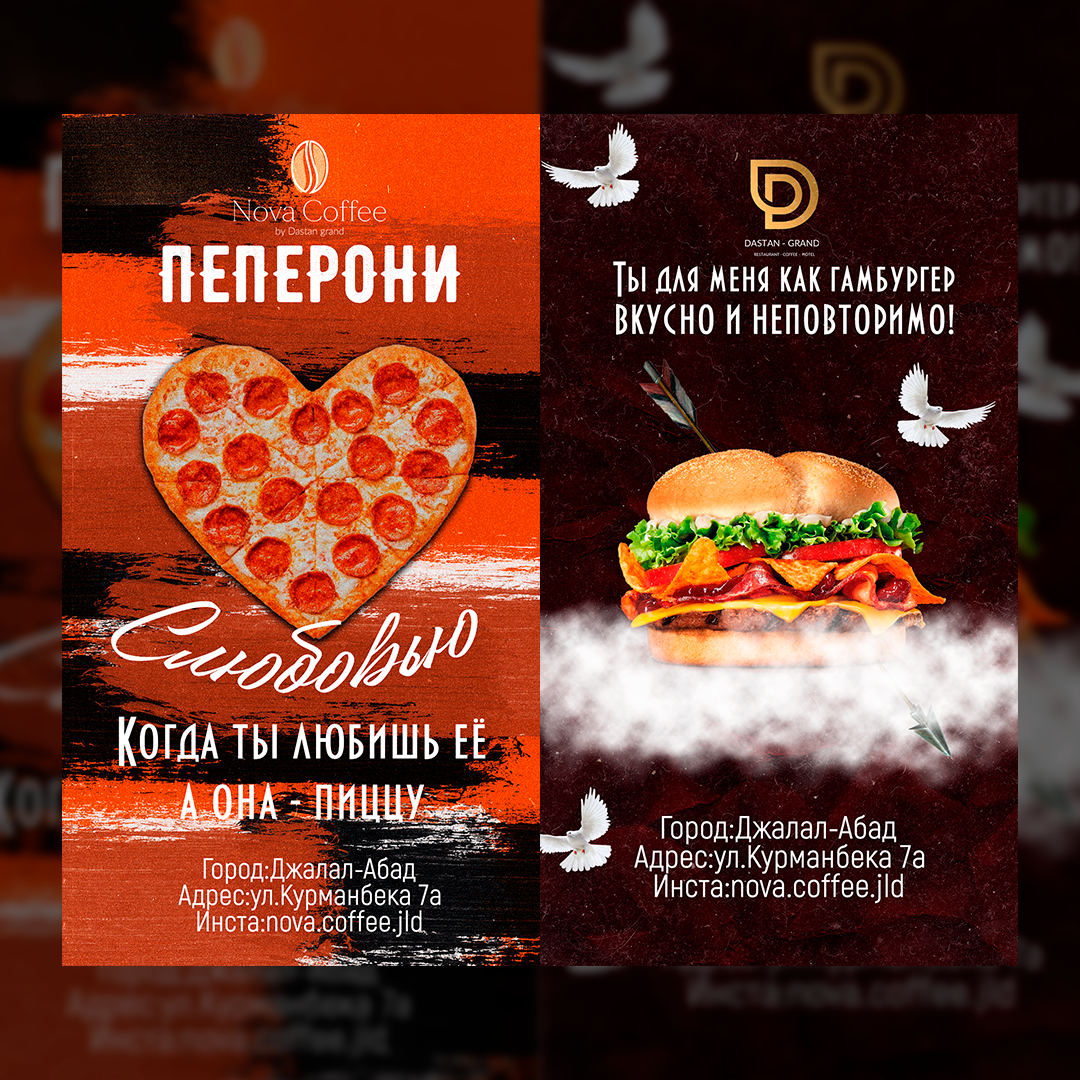 Nova Coffee
by Dastan grand
ПЕПЕРОНИ
С любовью
Когда ты любишь её
а она - пиццу
Город:Джалал-Абад
Адрес:ул.Курманбека 7а
Инста:nova.coffee.jld
DASTAN - GRAND
RESTAURANT - COFFEE - MOTEL
Ты для меня как гамбургер
вкусно и неповторимо!
Город:Джалал-Абад
Адрес:ул.Курманбека 7а
Инста:nova.coffee.jld